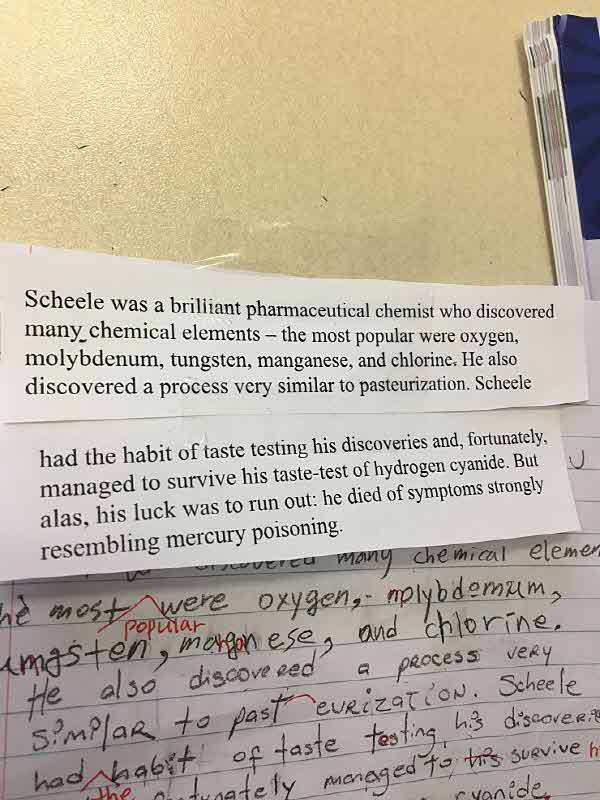 Scheele was a brilliant pharmaceutical chemist who discovered
many chemical elements – the most popular were oxygen,
molybdenum, tungsten, manganese, and chlorine. He also
discovered a process very similar to pasteurization. Scheele
had the habit of taste testing his discoveries and, fortunately,
managed to survive his taste-test of hydrogen cyanide. But
alas, his luck was to run out: he died of symptoms strongly
resembling mercury poisoning.
discovered many chemical elemen
he most were oxygen, molybdemum,
popular
ungsten, manganese, and chlorine.
He also discovered a process very
Similar to pasteurization. Scheele
had habit of taste testing his discoverie
the
managed to his survive h
cyanide.